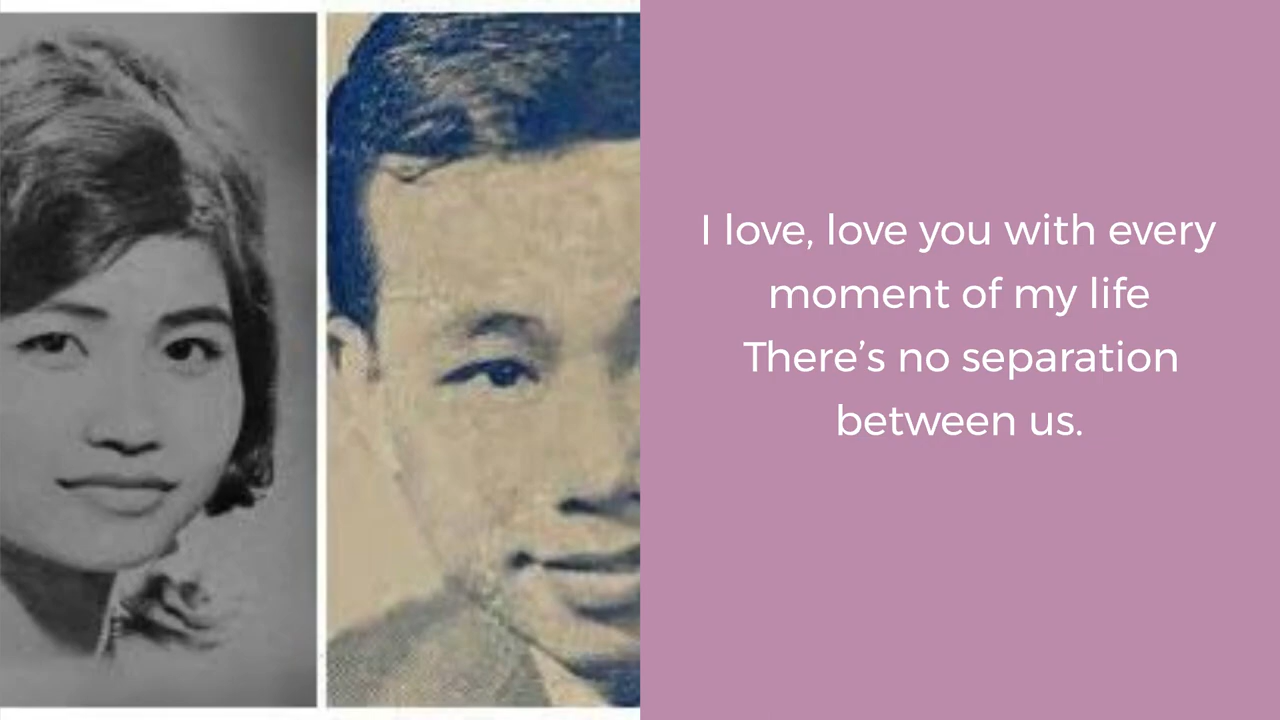 I love, love you with every
moment of my life
There’s no separation
between us.